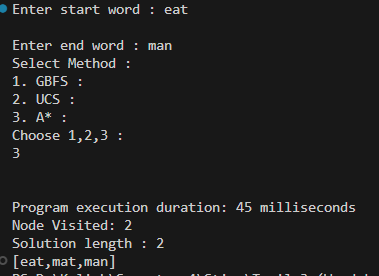 Enter start word : eat
Enter end word : man
Select Method :
1. GBFS :
2. UCS :
3. A* :
Choose 1,2,3 :
3
Program execution duration: 45 milliseconds
Node Visited: 2
Solution length : 2
[eat,mat,man]